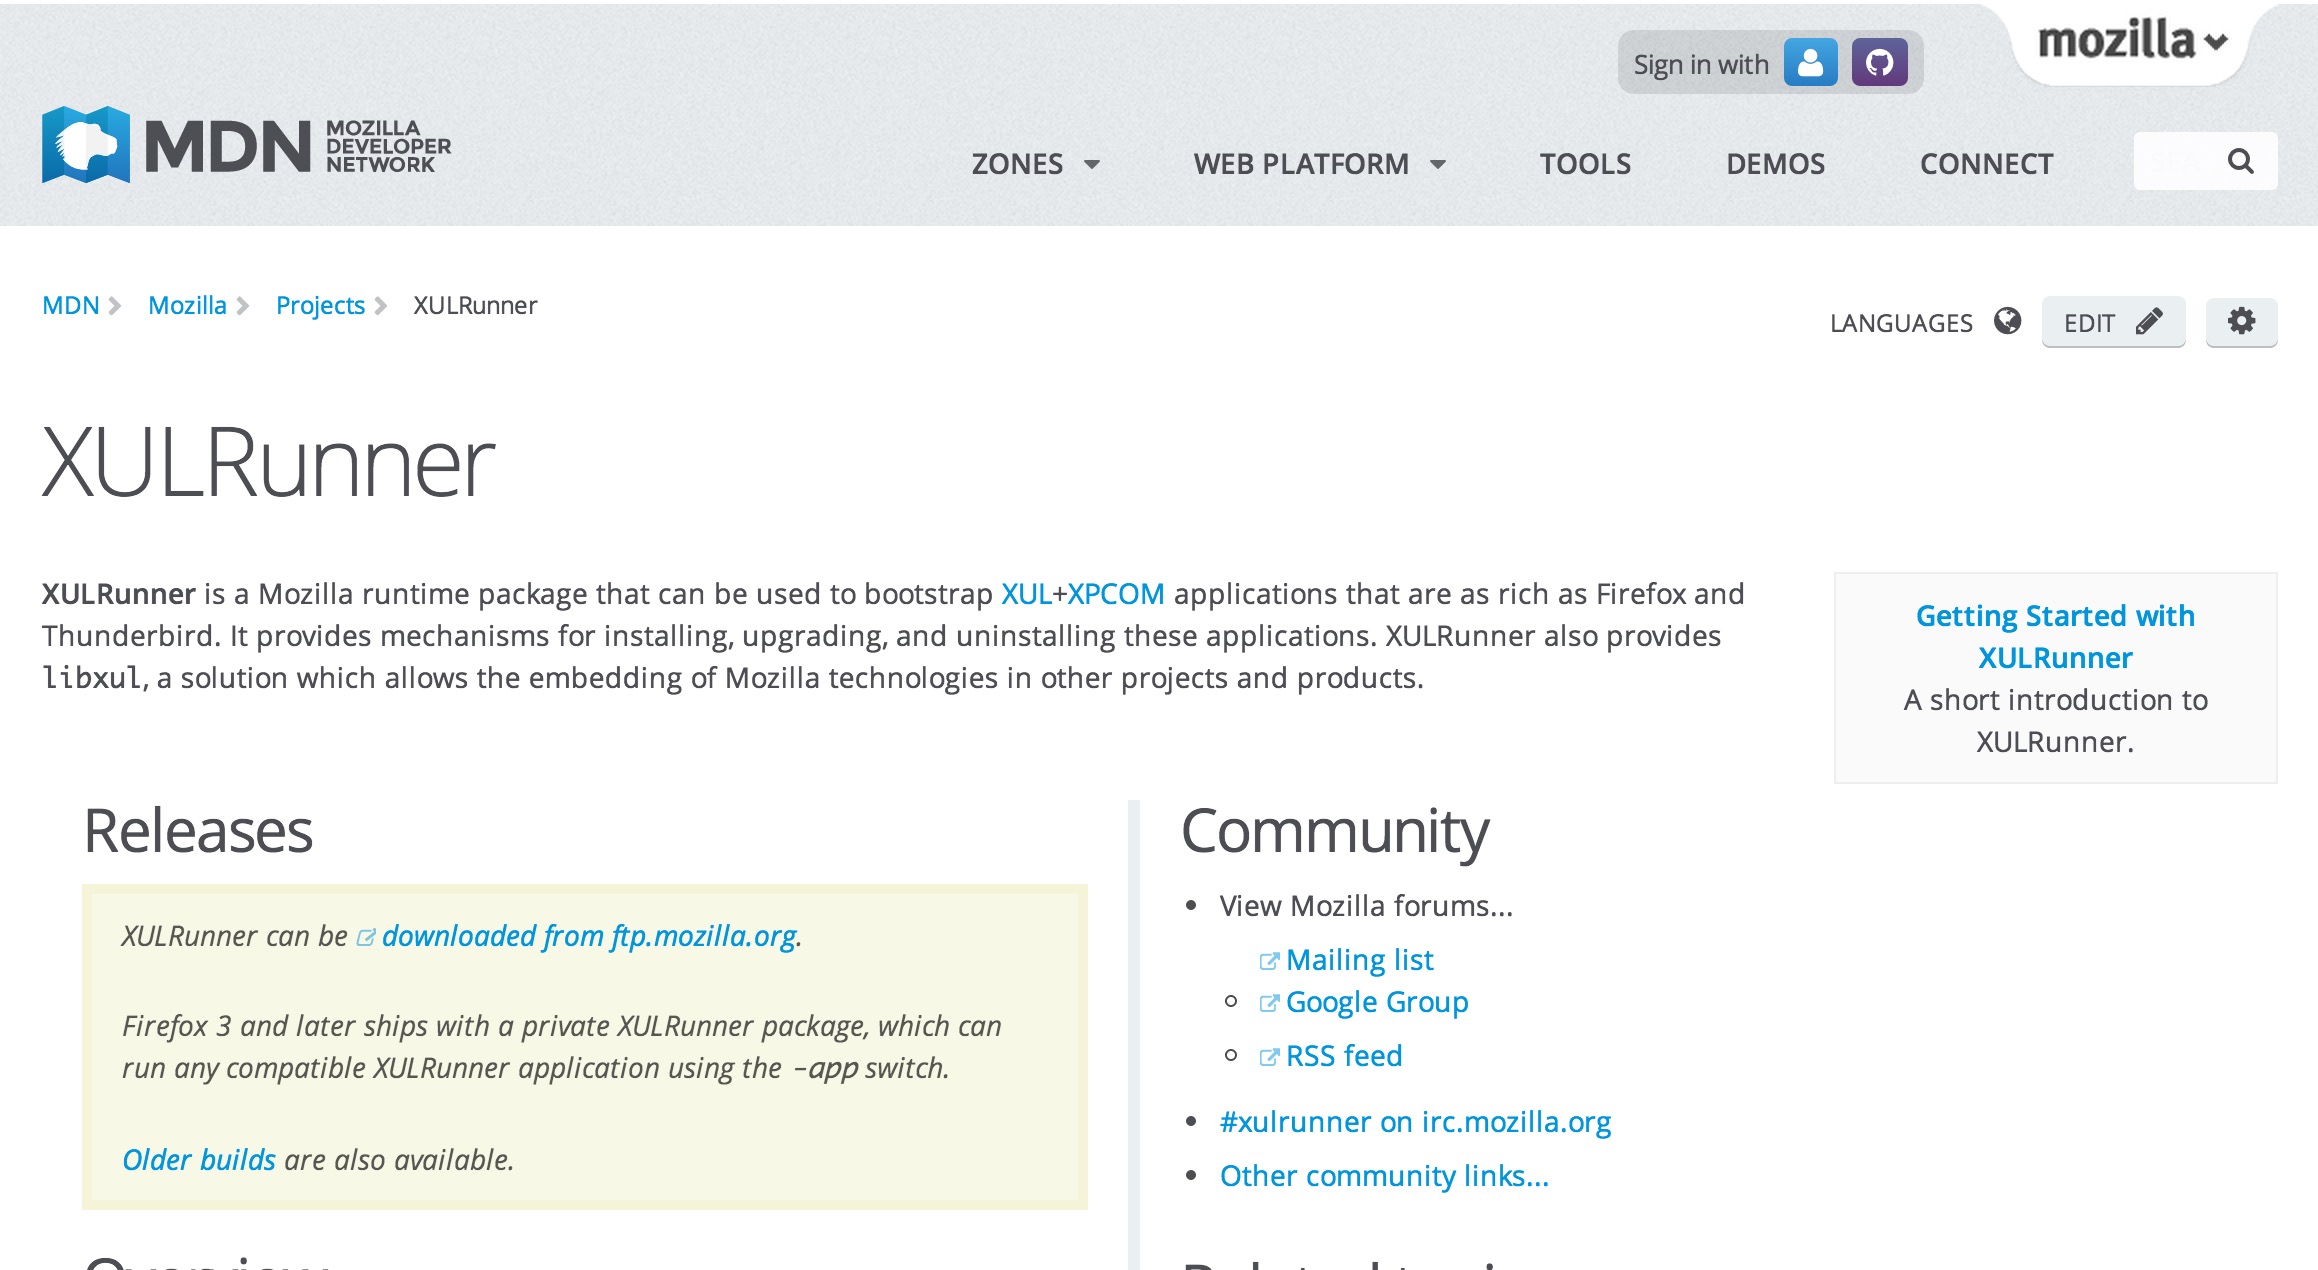 Sign in with
mozilla
MDN MOZILLA
DEVELOPER
NETWORK
ZONES WEB PLATFORM TOOLS DEMOS CONNECT
MDN Mozilla Projects XULRunner
LANGUAGES EDIT
XULRunner
XULRunner is a Mozilla runtime package that can be used to bootstrap XUL+XPCOM applications that are as rich as Firefox and
Thunderbird. It provides mechanisms for installing, upgrading, and uninstalling these applications. XULRunner also provides
libxul, a solution which allows the embedding of Mozilla technologies in other projects and products.
Getting Started with
XULRunner
A short introduction to
XULRunner.
Releases
XULRunner can be downloaded from ftp.mozilla.org.
Firefox 3 and later ships with a private XULRunner package, which can
run any compatible XULRunner application using the -app switch.
Older builds are also available.
Community
View Mozilla forums...
Mailing list
Google Group
RSS feed
#xulrunner on irc.mozilla.org
Other community links...